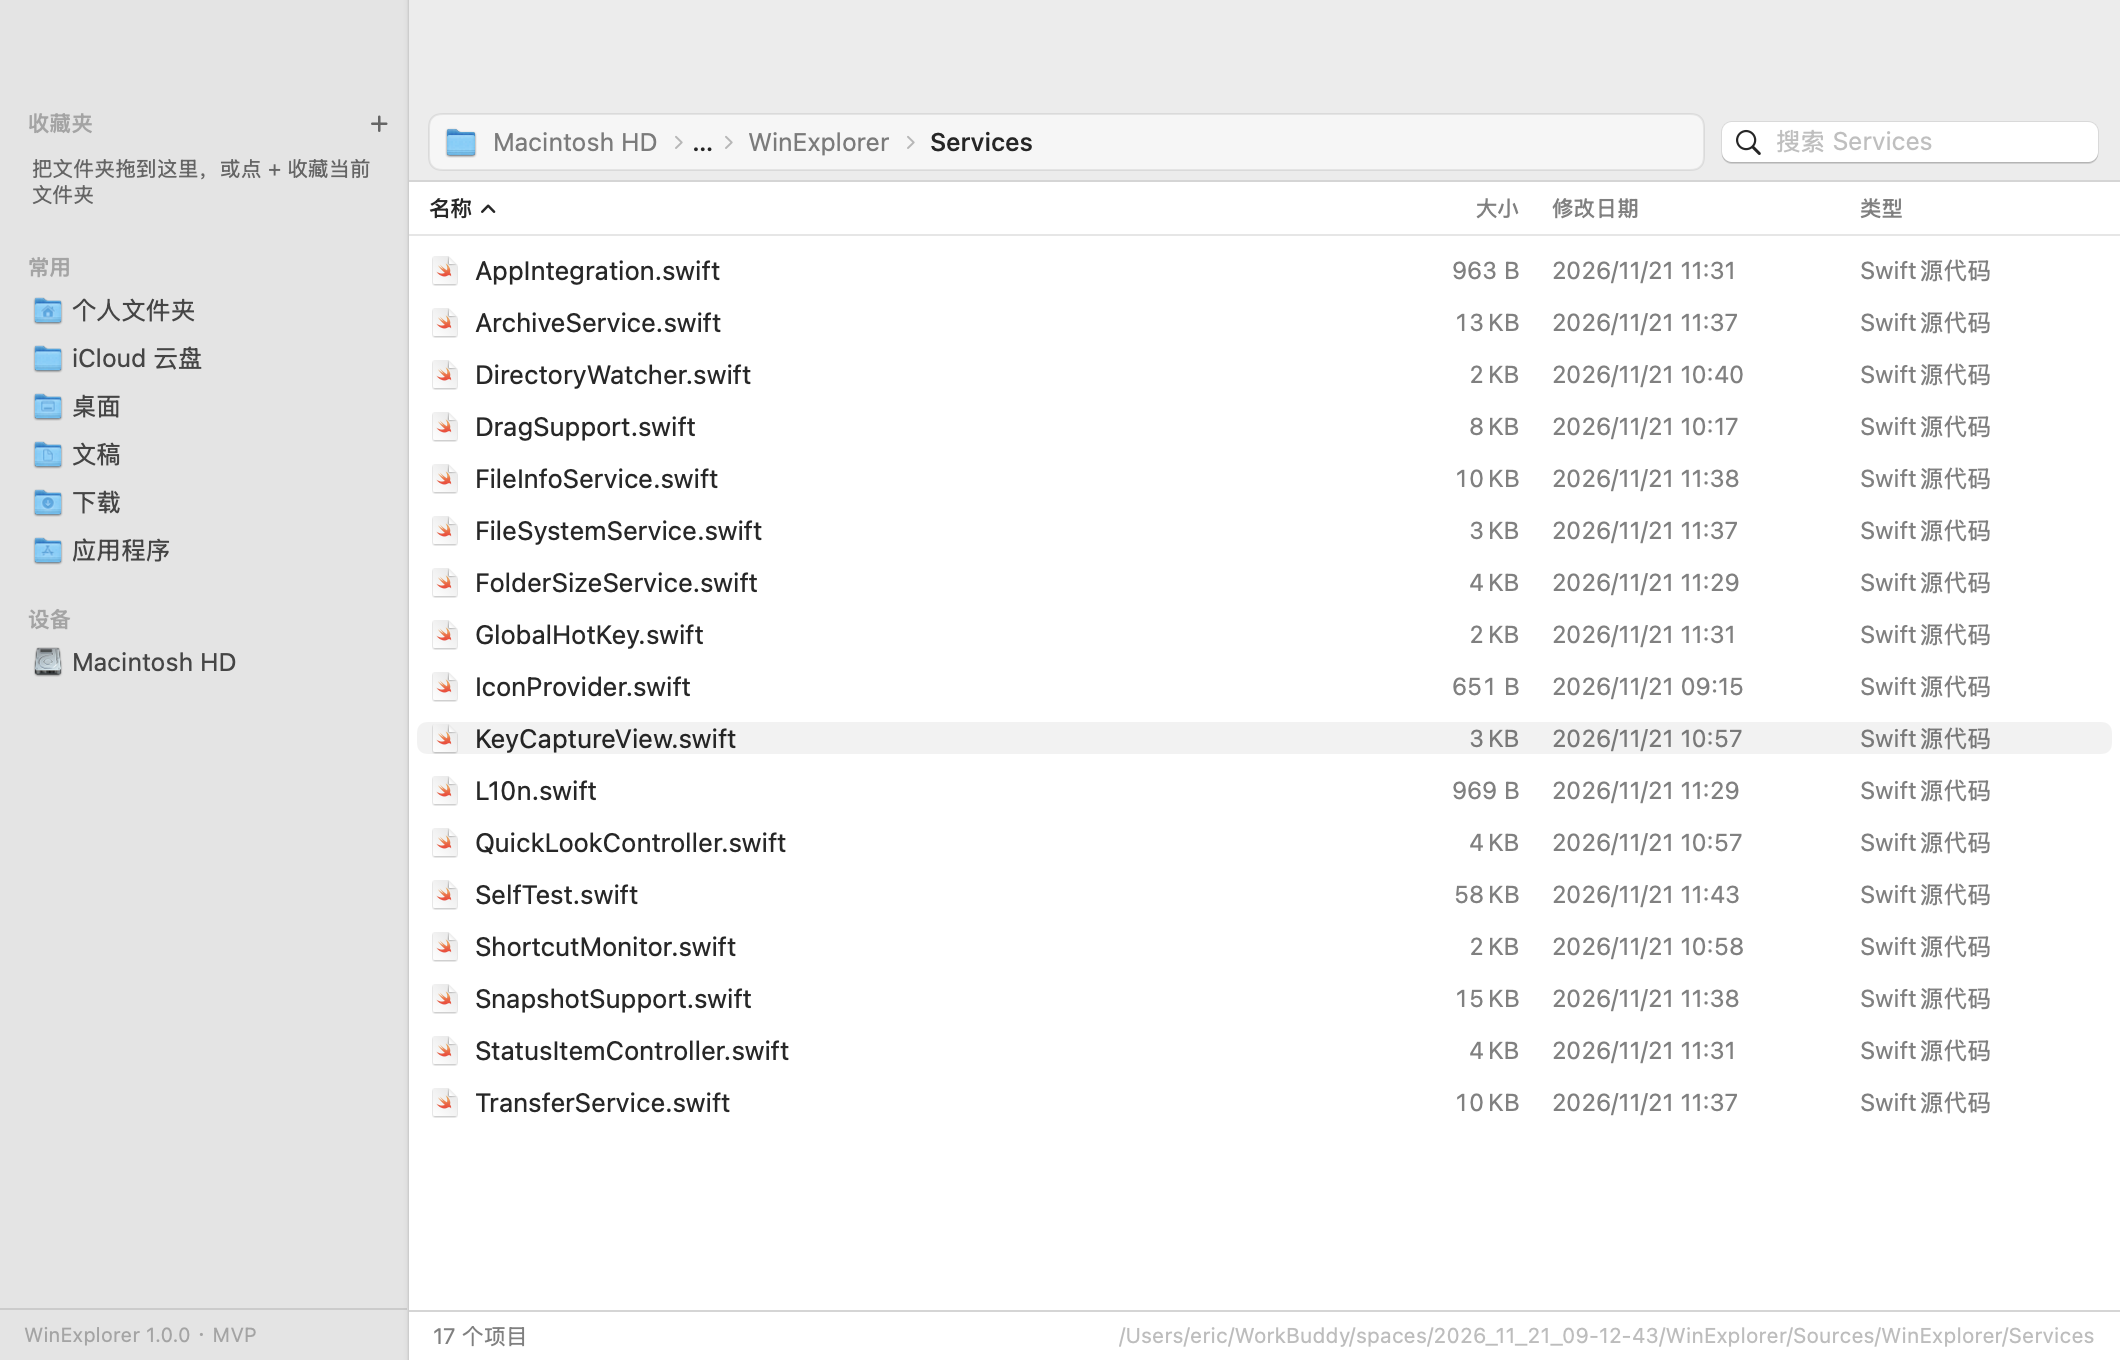 收藏夹 +
把文件夹拖到这里，或点 + 收藏当前
文件夹
常用
个人文件夹
iCloud 云盘
桌面
文稿
下载
应用程序
设备
Macintosh HD
WinExplorer 1.0.0 · MVP
Macintosh HD › ... › WinExplorer › Services
搜索 Services
名称 大小 修改日期 类型
AppIntegration.swift 963 B 2026/11/21 11:31 Swift 源代码
ArchiveService.swift 13 KB 2026/11/21 11:37 Swift 源代码
DirectoryWatcher.swift 2 KB 2026/11/21 10:40 Swift 源代码
DragSupport.swift 8 KB 2026/11/21 10:17 Swift 源代码
FileInfoService.swift 10 KB 2026/11/21 11:38 Swift 源代码
FileSystemService.swift 3 KB 2026/11/21 11:37 Swift 源代码
FolderSizeService.swift 4 KB 2026/11/21 11:29 Swift 源代码
GlobalHotKey.swift 2 KB 2026/11/21 11:31 Swift 源代码
IconProvider.swift 651 B 2026/11/21 09:15 Swift 源代码
KeyCaptureView.swift 3 KB 2026/11/21 10:57 Swift 源代码
L10n.swift 969 B 2026/11/21 11:29 Swift 源代码
QuickLookController.swift 4 KB 2026/11/21 10:57 Swift 源代码
SelfTest.swift 58 KB 2026/11/21 11:43 Swift 源代码
ShortcutMonitor.swift 2 KB 2026/11/21 10:58 Swift 源代码
SnapshotSupport.swift 15 KB 2026/11/21 11:38 Swift 源代码
StatusItemController.swift 4 KB 2026/11/21 11:31 Swift 源代码
TransferService.swift 10 KB 2026/11/21 11:37 Swift 源代码
17 个项目
/Users/eric/WorkBuddy/spaces/2026_11_21_09-12-43/WinExplorer/Sources/WinExplorer/Services